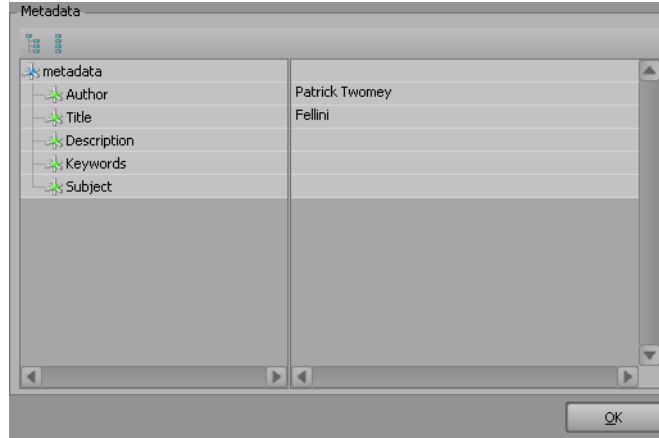 Metadata
metadata
Author Patrick Twomey
Title Fellini
Description
Keywords
Subject
OK